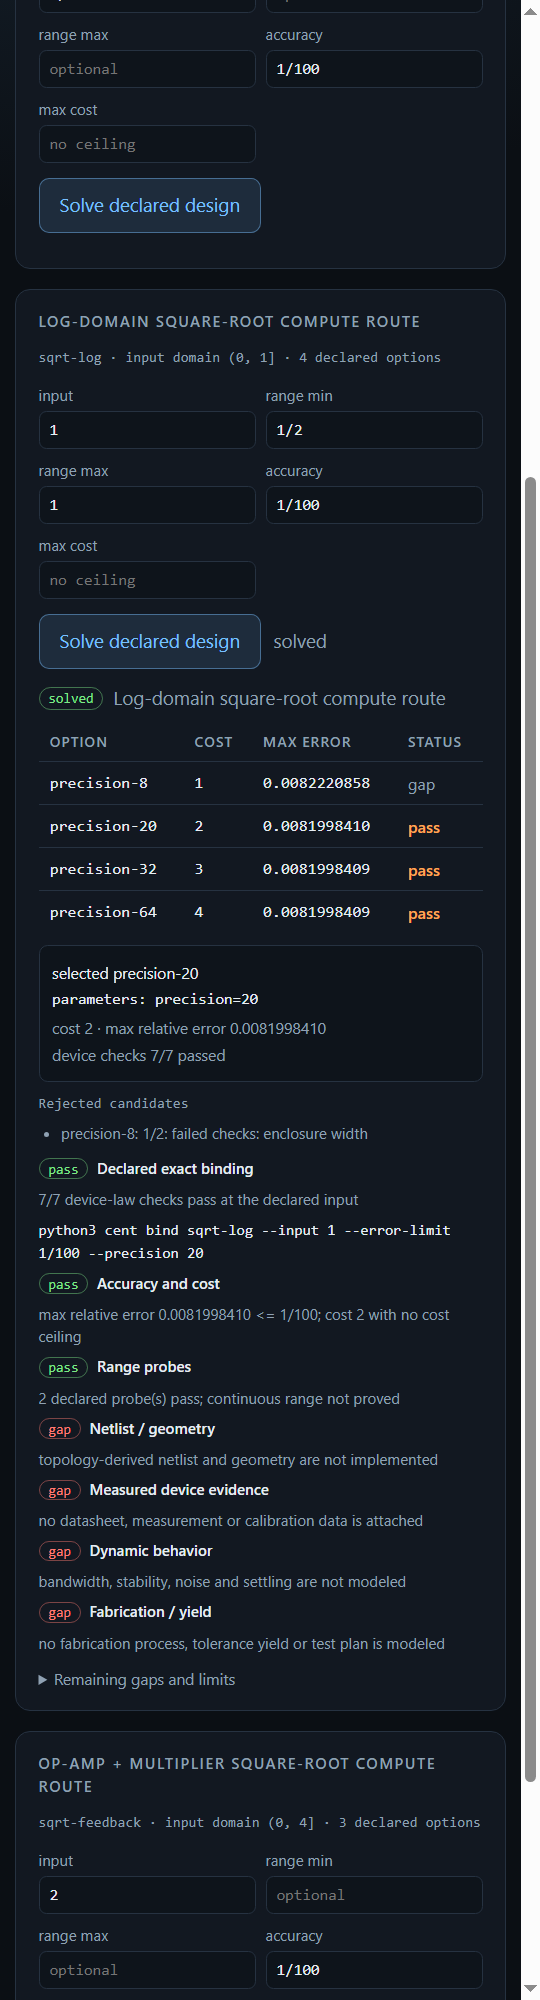 range max accuracy
optional 1/100
max cost
no ceiling
Solve declared design
LOG-DOMAIN SQUARE-ROOT COMPUTE ROUTE
sqrt-log · input domain (0, 1] · 4 declared options
input range min
1 1/2
range max accuracy
1 1/100
max cost
no ceiling
Solve declared design solved
solved Log-domain square-root compute route
OPTION COST MAX ERROR STATUS
precision-8 1 0.0082220858 gap
precision-20 2 0.0081998410 pass
precision-32 3 0.0081998409 pass
precision-64 4 0.0081998409 pass
selected precision-20
parameters: precision=20
cost 2 · max relative error 0.0081998410
device checks 7/7 passed
Rejected candidates
• precision-8: 1/2: failed checks: enclosure width
pass Declared exact binding
7/7 device-law checks pass at the declared input
python3 cent bind sqrt-log --input 1 --error-limit
1/100 --precision 20
pass Accuracy and cost
max relative error 0.0081998410 <= 1/100; cost 2 with no cost
ceiling
pass Range probes
2 declared probe(s) pass; continuous range not proved
gap Netlist / geometry
topology-derived netlist and geometry are not implemented
gap Measured device evidence
no datasheet, measurement or calibration data is attached
gap Dynamic behavior
bandwidth, stability, noise and settling are not modeled
gap Fabrication / yield
no fabrication process, tolerance yield or test plan is modeled
▶ Remaining gaps and limits
OP-AMP + MULTIPLIER SQUARE-ROOT COMPUTE
ROUTE
sqrt-feedback · input domain (0, 4] · 3 declared options
input range min
2 optional
range max accuracy
optional 1/100